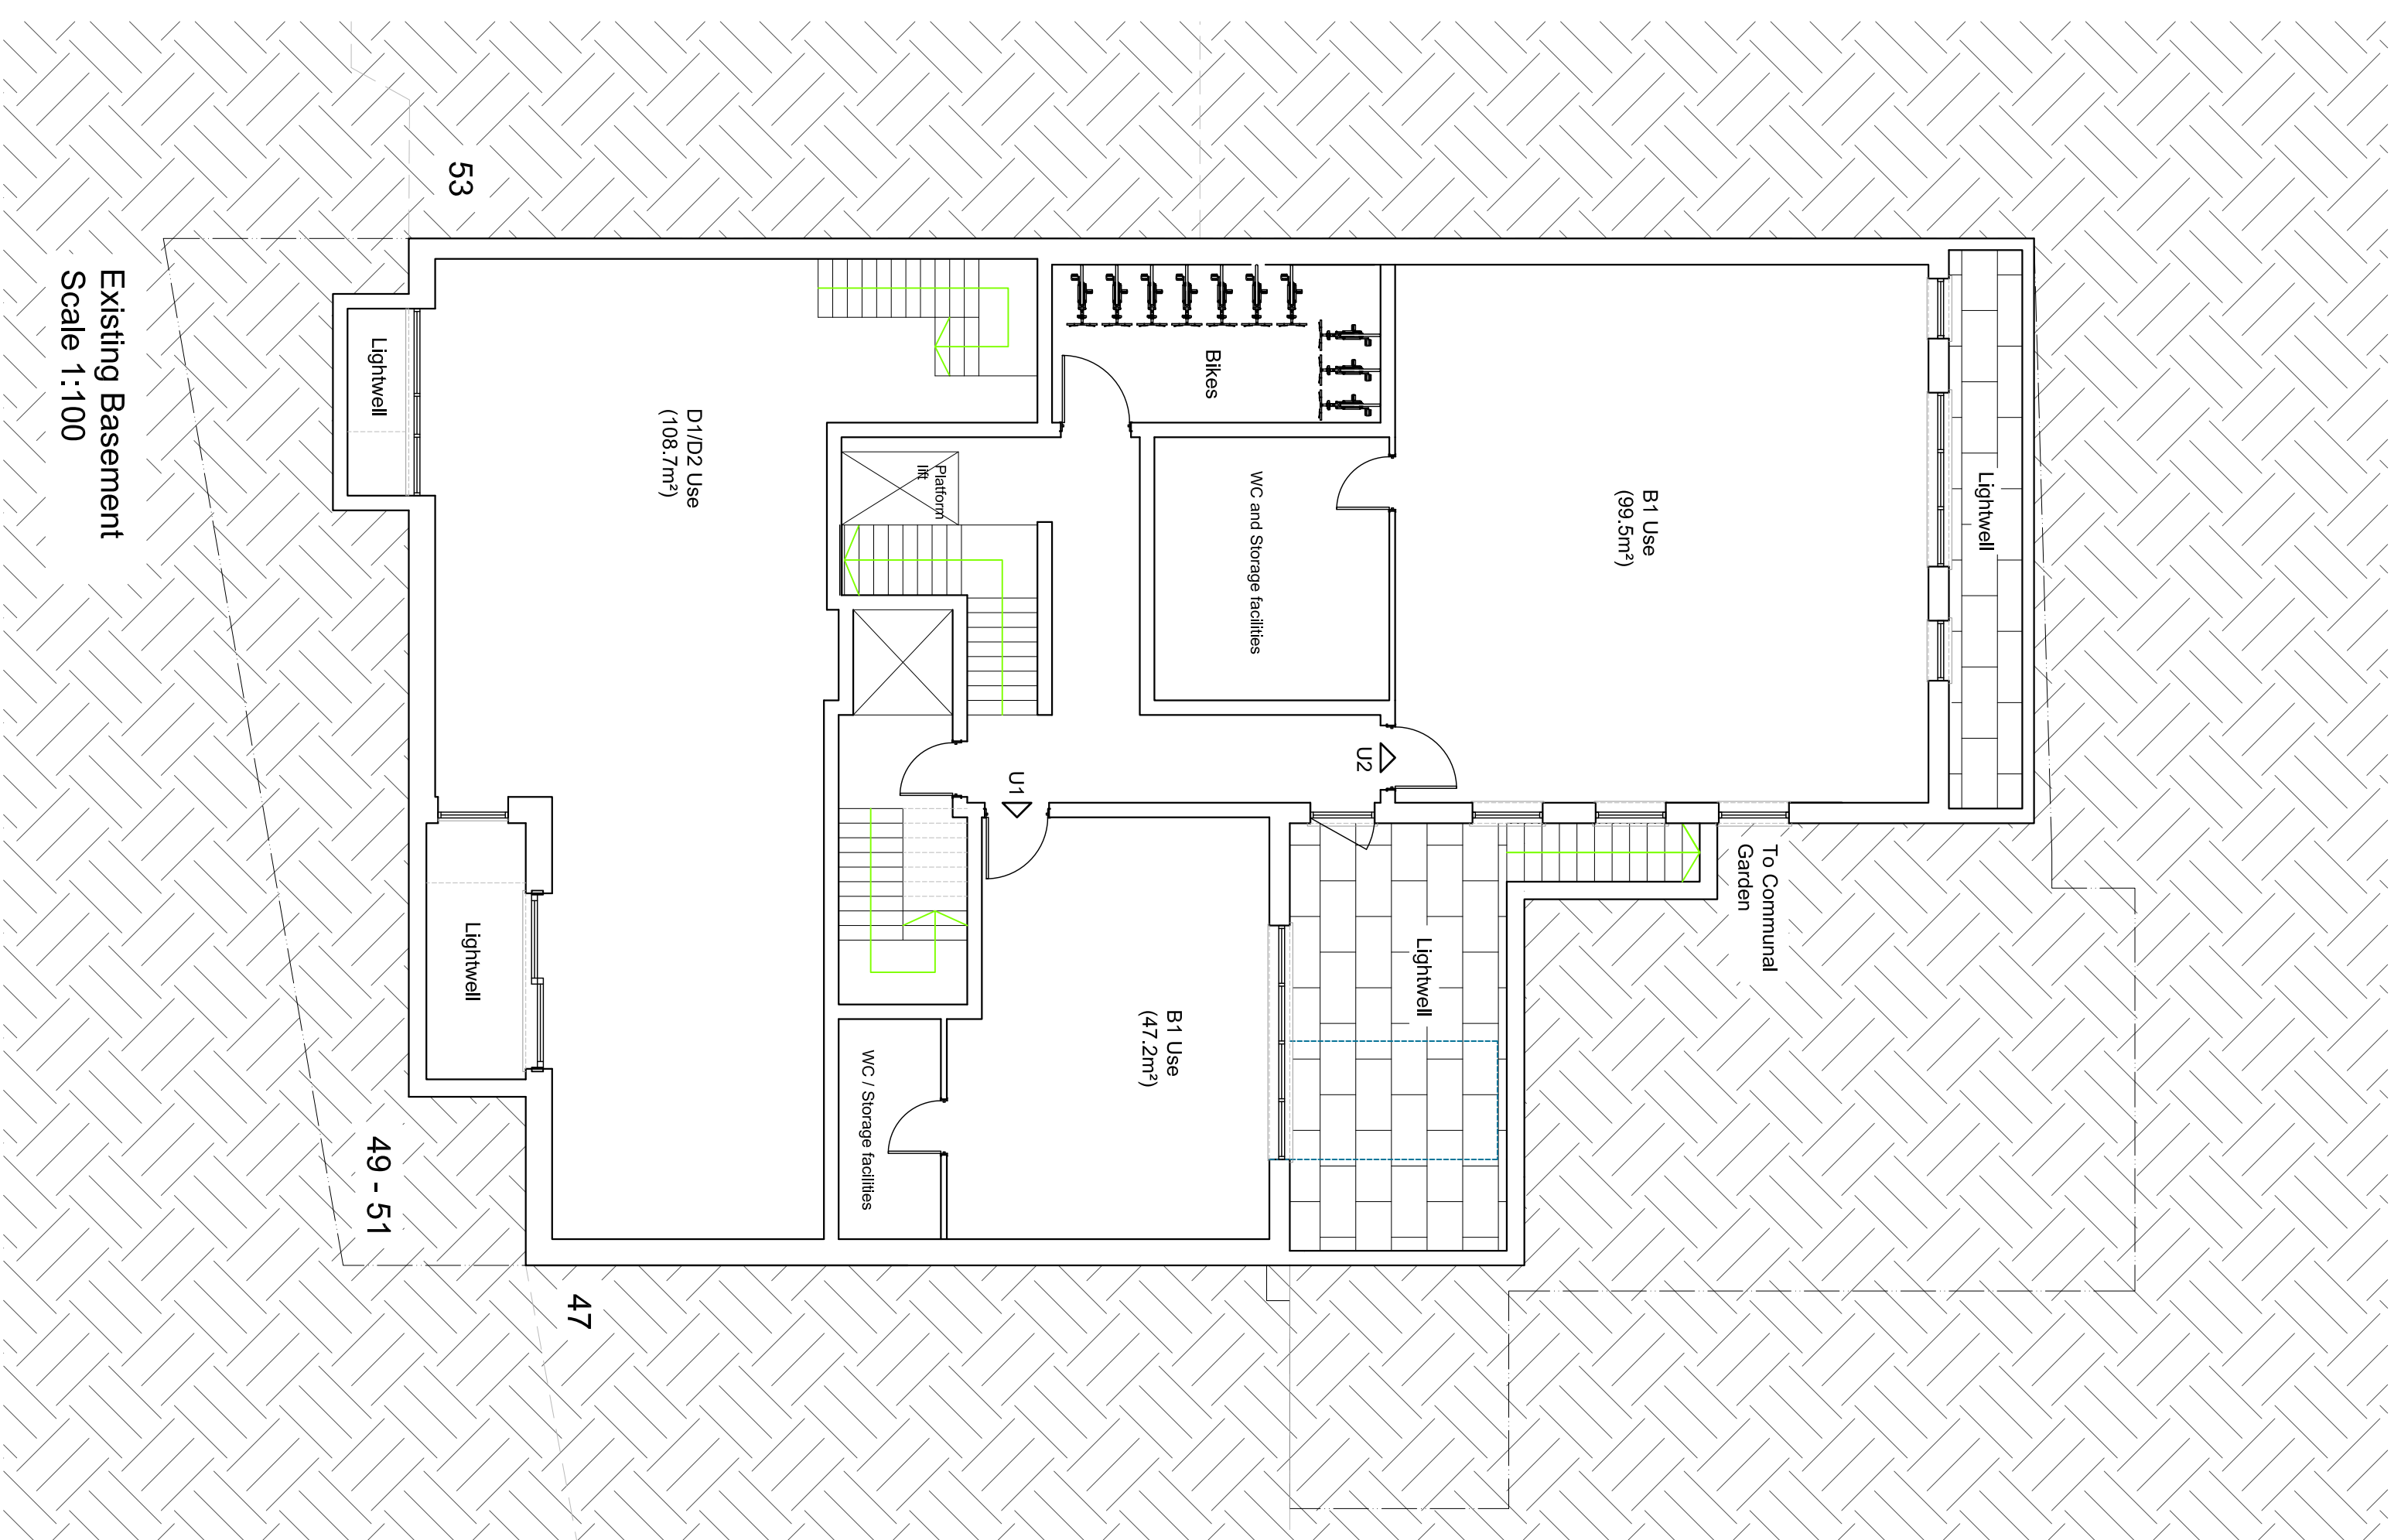 53
Lightwell
Lightwell
Bikes
WC and Storage facilities
B1 Use
(99.5m²)
Platform
lift
D1/D2 Use
(108.7m²)
U2
U1
To Communal
Garden
Lightwell
B1 Use
(47.2m²)
Lightwell
WC / Storage facilities
49 - 51
47
Existing Basement
Scale 1:100